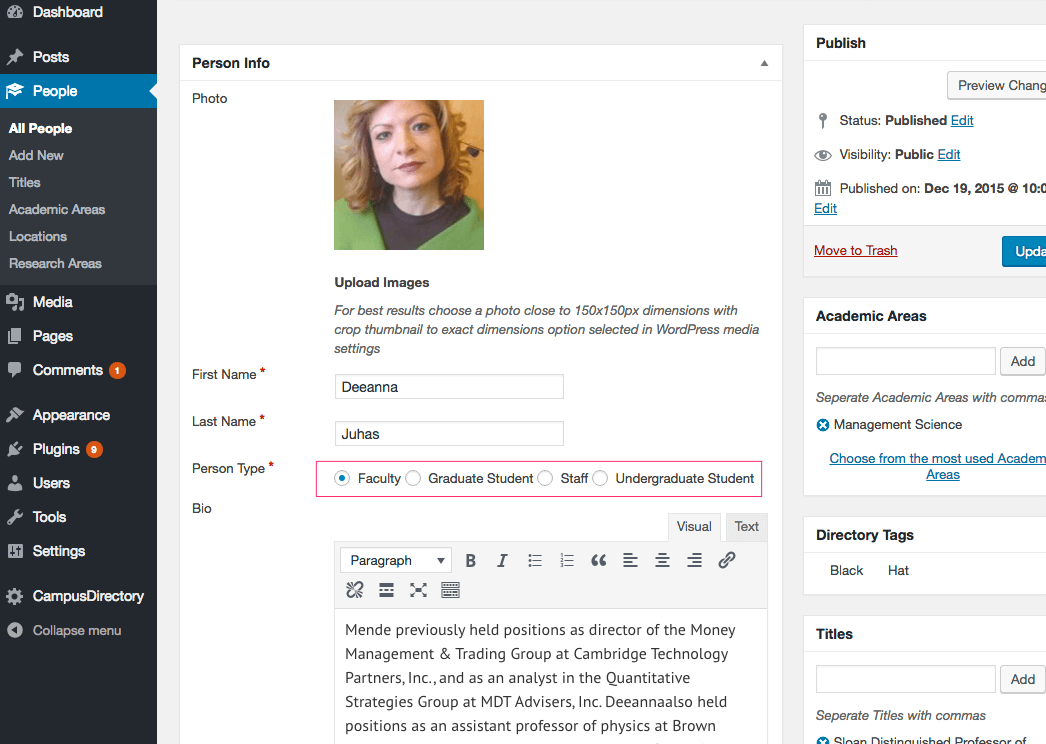 Dashboard
Posts
People
All People
Add New
Titles
Academic Areas
Locations
Research Areas
Media
Pages
Comments 1
Appearance
Plugins 9
Users
Tools
Settings
CampusDirectory
Collapse menu
Person Info
Photo
Upload Images
For best results choose a photo close to 150x150px dimensions with
crop thumbnail to exact dimensions option selected in WordPress media
settings
First Name *
Deeanna
Last Name *
Juhas
Person Type *
Faculty Graduate Student Staff Undergraduate Student
Bio
Visual Text
Paragraph
Mende previously held positions as director of the Money
Management & Trading Group at Cambridge Technology
Partners, Inc., and as an analyst in the Quantitative
Strategies Group at MDT Advisers, Inc. Deeannaalso held
positions as an assistant professor of physics at Brown
Publish
Preview Chang
Status: Published Edit
Visibility: Public Edit
Published on: Dec 19, 2015 @ 10:0
Edit
Move to Trash
Upda
Academic Areas
Add
Seperate Academic Areas with commas
Management Science
Choose from the most used Academ
Areas
Directory Tags
Black Hat
Titles
Add
Seperate Titles with commas
Sloan Distinguished Professor of